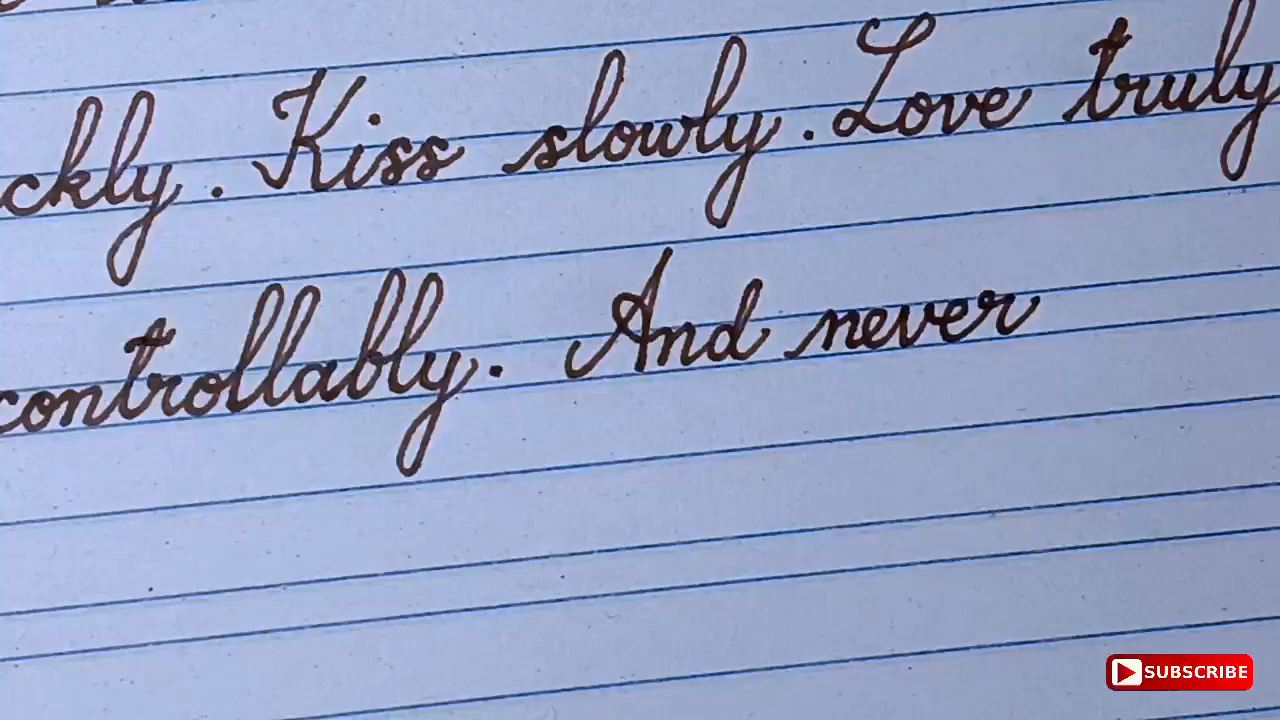 ckly. Kiss slowly. Love truly
controllably. And never
SUBSCRIBE